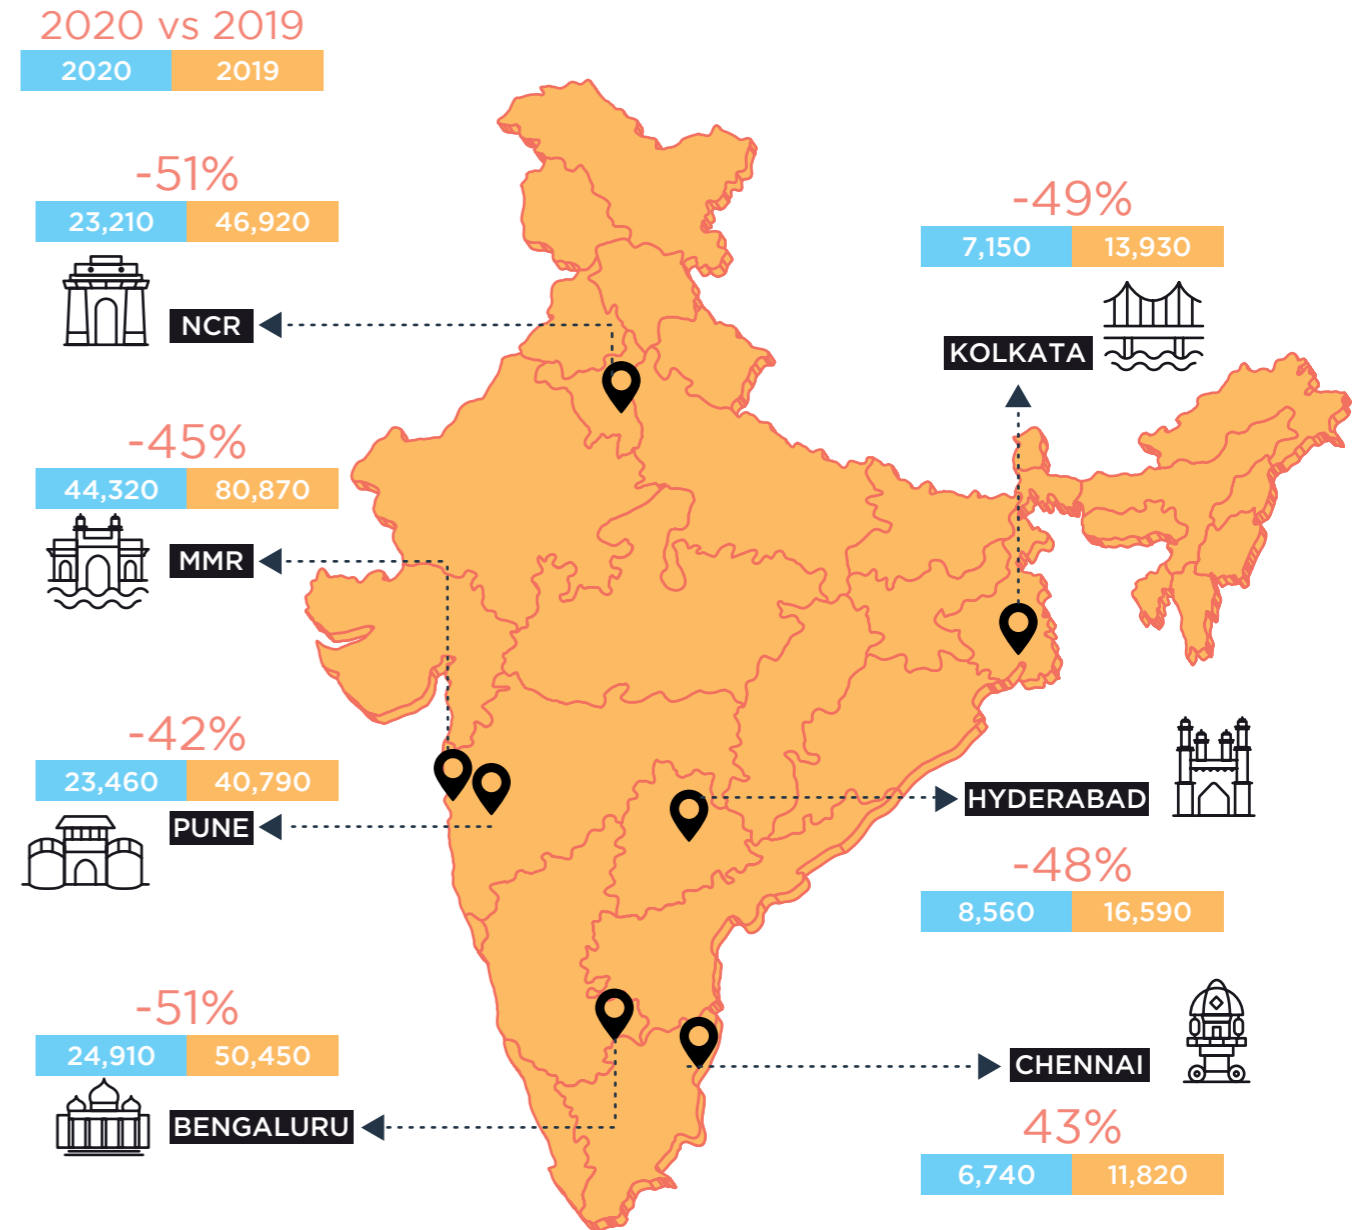 2020 vs 2019
2020 2019
-51%
23,210 46,920
NCR
-45%
44,320 80,870
MMR
-42%
23,460 40,790
PUNE
-51%
24,910 50,450
BENGALURU
-49%
7,150 13,930
KOLKATA
HYDERABAD
-48%
8,560 16,590
CHENNAI
43%
6,740 11,820